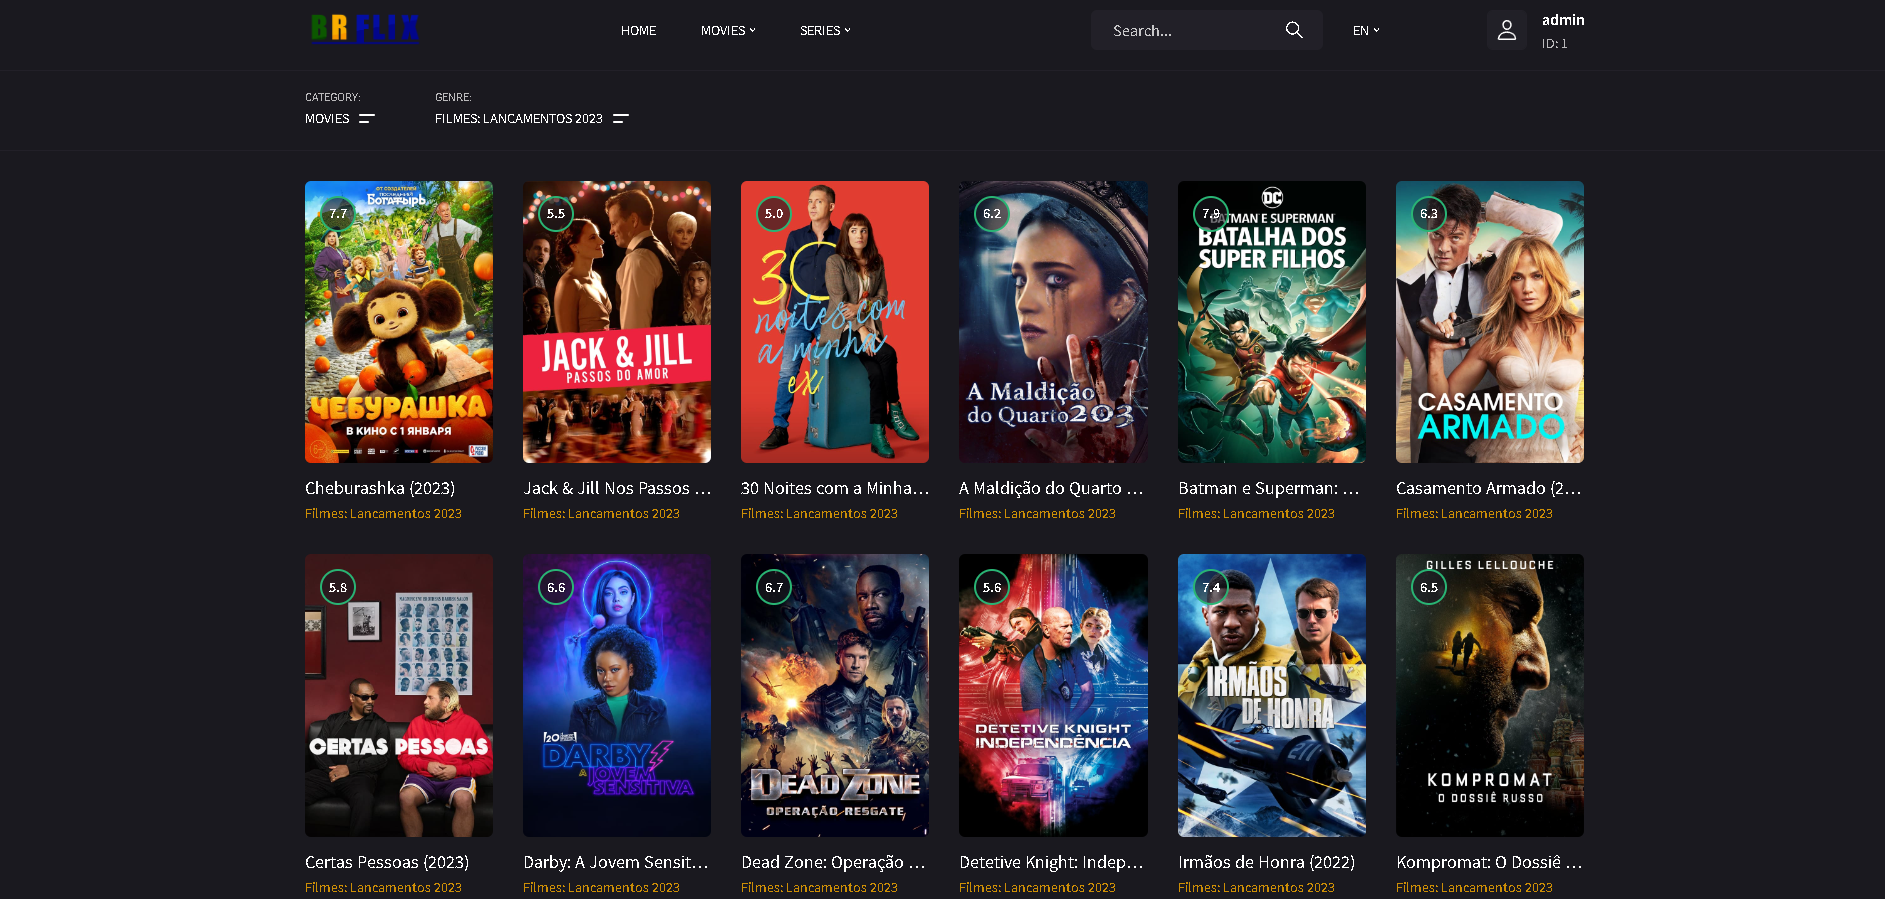 BR FLIX
HOME
MOVIES
SERIES
Search...
EN
admin
ID: 1
CATEGORY:
MOVIES
GENRE:
FILMES: LANCAMENTOS 2023
7.7
ОТ СОЗДАТЕЛЕЙ
ПОСЛЕДНИЙ
БОГАТЫРЬ
ЧЕБУРАШКА
В КИНО С 1 ЯНВАРЯ
6+
Cheburashka (2023)
Filmes: Lancamentos 2023
5.5
JACK & JILL
PASSOS DO AMOR
Jack & Jill Nos Passos ...
Filmes: Lancamentos 2023
5.0
30
noites com
a minha
ex
30 Noites com a Minha...
Filmes: Lancamentos 2023
6.2
A Maldição
do Quarto 203
A Maldição do Quarto ...
Filmes: Lancamentos 2023
7.9
DC
BATMAN E SUPERMAN
BATALHA DOS
SUPER FILHOS
Batman e Superman: ...
Filmes: Lancamentos 2023
6.3
CASAMENTO
ARMADO
Casamento Armado (2...
Filmes: Lancamentos 2023
5.8
CERTAS PESSOAS
Certas Pessoas (2023)
Filmes: Lancamentos 2023
6.6
20
DARBY
A JOVEM
SENSITIVA
Darby: A Jovem Sensit...
Filmes: Lancamentos 2023
6.7
DEAD ZONE
OPERAÇÃO RESGATE
Dead Zone: Operação ...
Filmes: Lancamentos 2023
5.6
DETETIVE KNIGHT
INDEPENDÊNCIA
Detetive Knight: Indep...
Filmes: Lancamentos 2023
7.4
IRMÃOS
DE HONRA
Irmãos de Honra (2022)
Filmes: Lancamentos 2023
6.5
GILLES LELLOUCHE
KOMPROMAT
O DOSSIÊ RUSSO
Kompromat: O Dossiê ...
Filmes: Lancamentos 2023